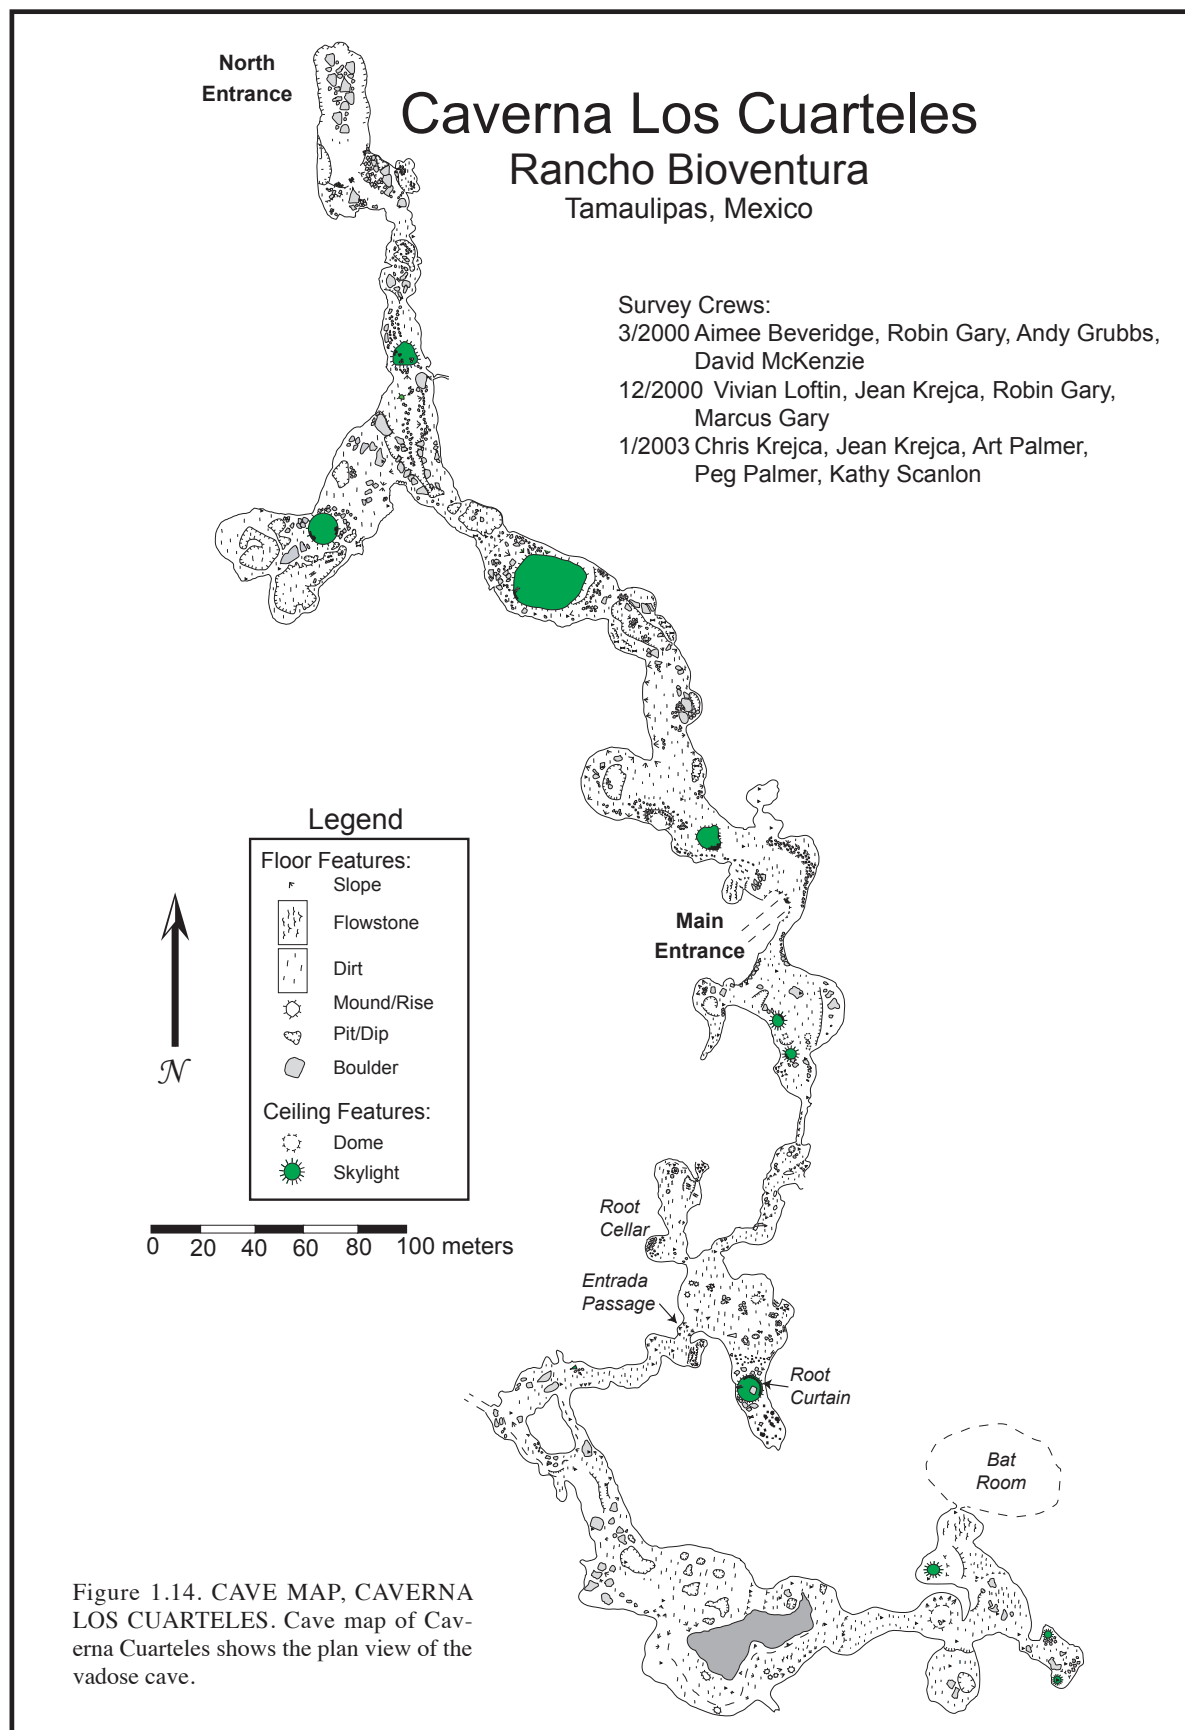 North
Entrance
Caverna Los Cuarteles
Rancho Bioventura
Tamaulipas, Mexico
Survey Crews:
3/2000 Aimee Beveridge, Robin Gary, Andy Grubbs,
David McKenzie
12/2000 Vivian Loftin, Jean Krejca, Robin Gary,
Marcus Gary
1/2003 Chris Krejca, Jean Krejca, Art Palmer,
Peg Palmer, Kathy Scanlon
Legend
Floor Features:
Slope
Flowstone
Dirt
Mound/Rise
Pit/Dip
Boulder
Ceiling Features:
Dome
Skylight
N
0 20 40 60 80 100 meters
Main
Entrance
Root
Cellar
Entrada
Passage
Root
Curtain
Bat
Room
Figure 1.14. CAVE MAP, CAVERNA
LOS CUARTELES. Cave map of Cav-
erna Cuarteles shows the plan view of the
vadose cave.